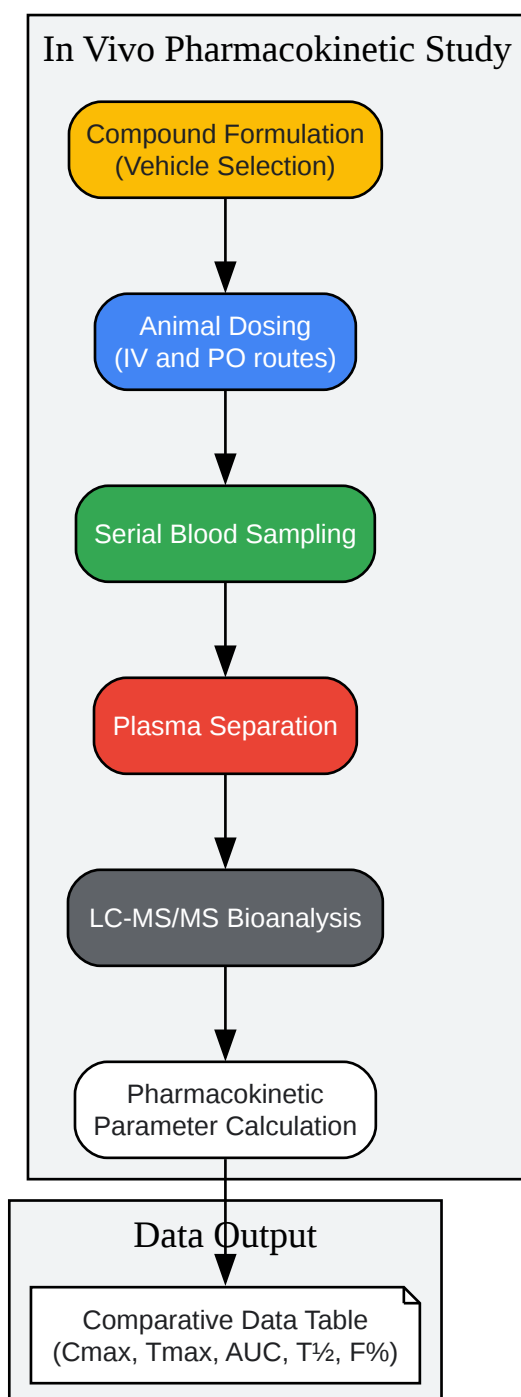 In Vivo Pharmacokinetic Study
Compound Formulation
(Vehicle Selection)
Animal Dosing
(IV and PO routes)
Serial Blood Sampling
Plasma Separation
LC-MS/MS Bioanalysis
Pharmacokinetic
Parameter Calculation
Data Output
Comparative Data Table
(Cmax, Tmax, AUC, T½, F%)